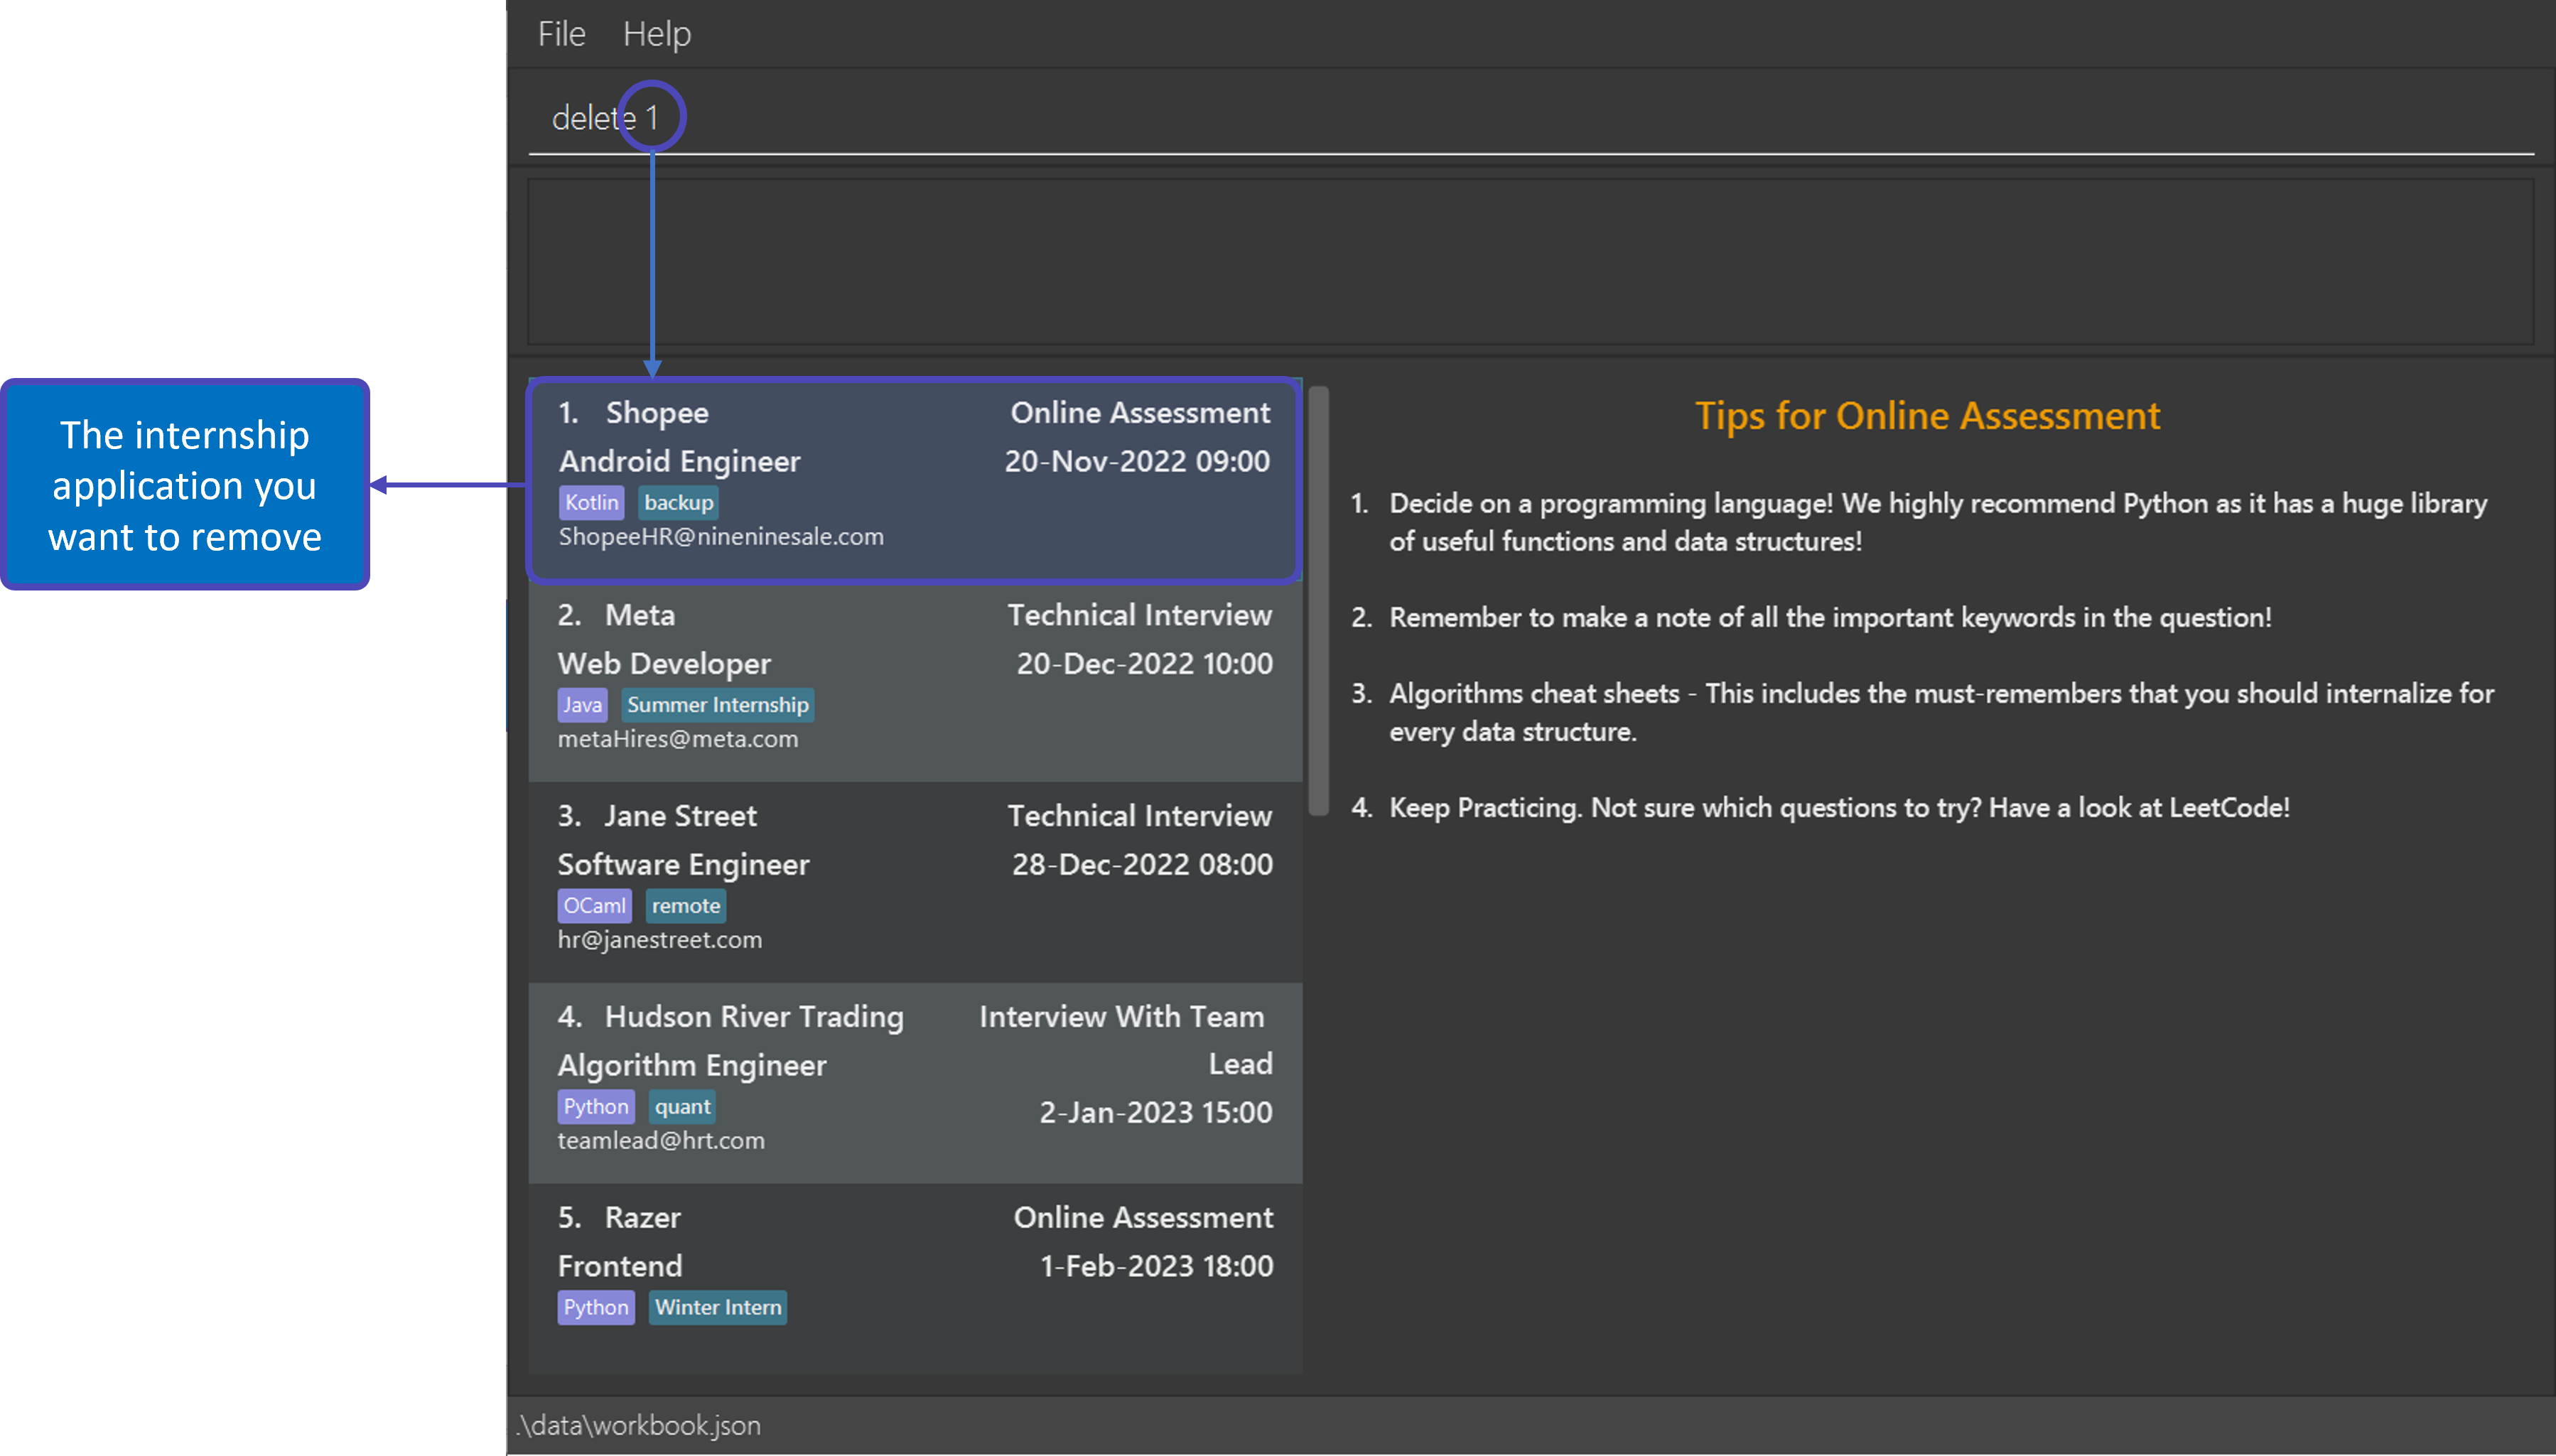 File Help
delete 1
The internship
application you
want to remove
1. Shopee Online Assessment
Android Engineer 20-Nov-2022 09:00
Kotlin backup
ShopeeHR@nineninesale.com
2. Meta Technical Interview
Web Developer 20-Dec-2022 10:00
Java Summer Internship
metaHires@meta.com
3. Jane Street Technical Interview
Software Engineer 28-Dec-2022 08:00
OCaml remote
hr@janestreet.com
4. Hudson River Trading Interview With Team
Lead
Algorithm Engineer 2-Jan-2023 15:00
Python quant
teamlead@hrt.com
5. Razer Online Assessment
Frontend 1-Feb-2023 18:00
Python Winter Intern
Tips for Online Assessment
1. Decide on a programming language! We highly recommend Python as it has a huge library
of useful functions and data structures!
2. Remember to make a note of all the important keywords in the question!
3. Algorithms cheat sheets - This includes the must-remembers that you should internalize for
every data structure.
4. Keep Practicing. Not sure which questions to try? Have a look at LeetCode!
.\data\workbook.json